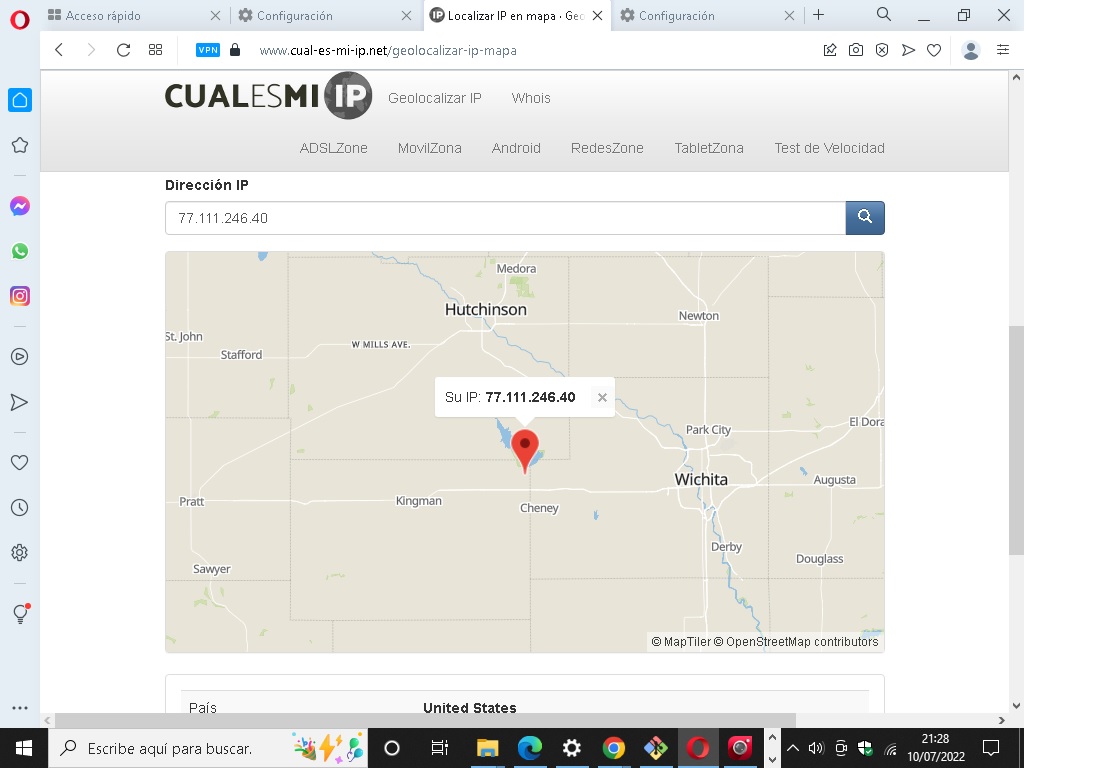 Acceso rápido
Configuración
IP Localizar IP en mapa · Geo
Configuración
VPN www.cual-es-mi-ip.net/geolocalizar-ip-mapa
CUALESMI IP Geolocalizar IP Whois
ADSLZone MovilZona Android RedesZone TabletZona Test de Velocidad
Dirección IP
77.111.246.40
Medora
Hutchinson
Newton
St. John
W MILLS AVE.
Stafford
Su IP: 77.111.246.40
El Dora
Park City
Wichita
Augusta
Pratt
Kingman
Cheney
Derby
Douglass
Sawyer
© MapTiler © OpenStreetMap contributors
País United States
Escribe aquí para buscar.
21:28
10/07/2022